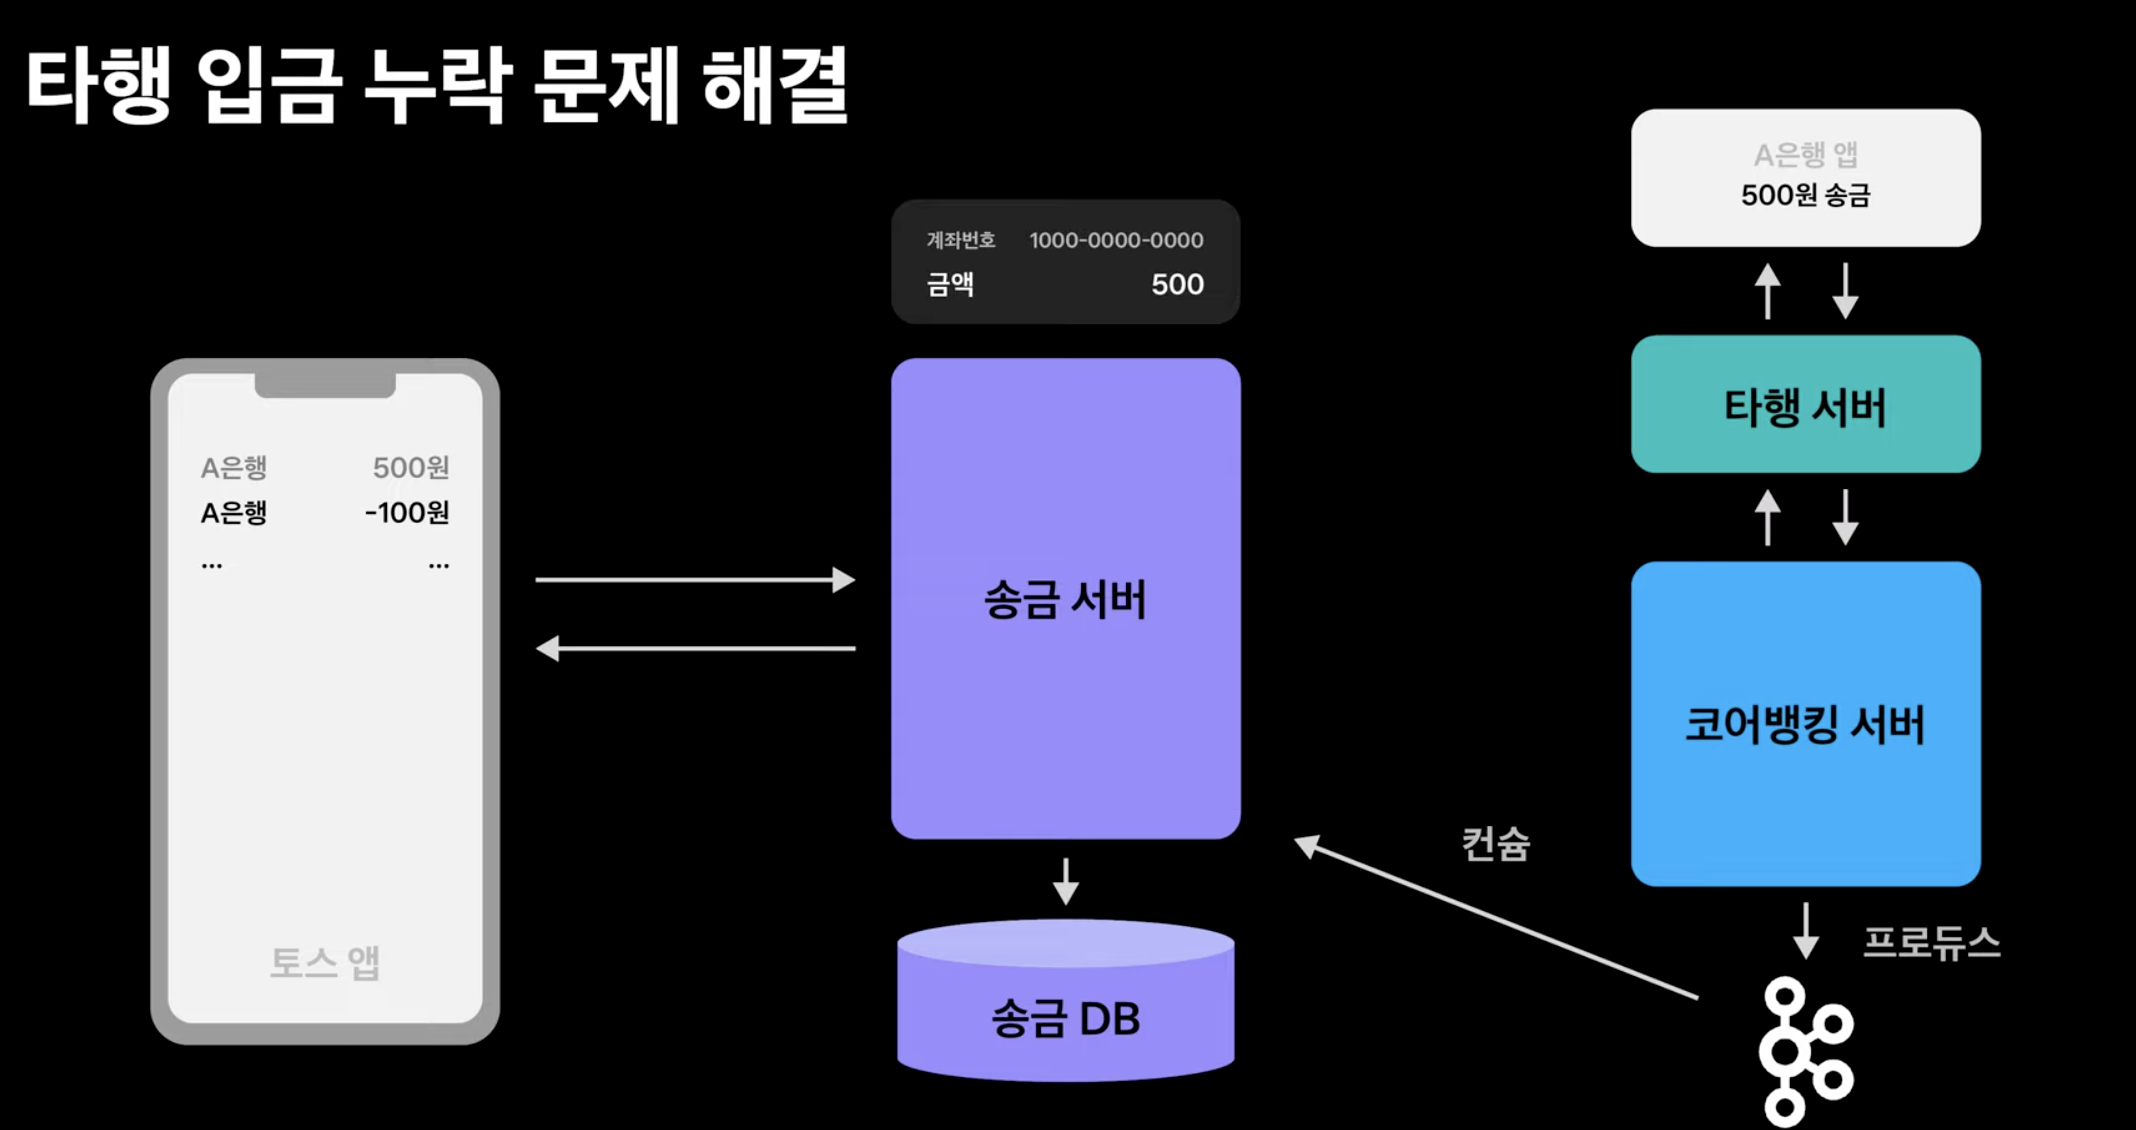 타행 입금 누락 문제 해결
A은행 앱
500원 송금
계좌번호 1000-0000-0000
금액 500
타행 서버
A은행 500원
A은행 -100원
... ...
송금 서버
코어뱅킹 서버
컨슘
프로듀스
토스 앱
송금 DB